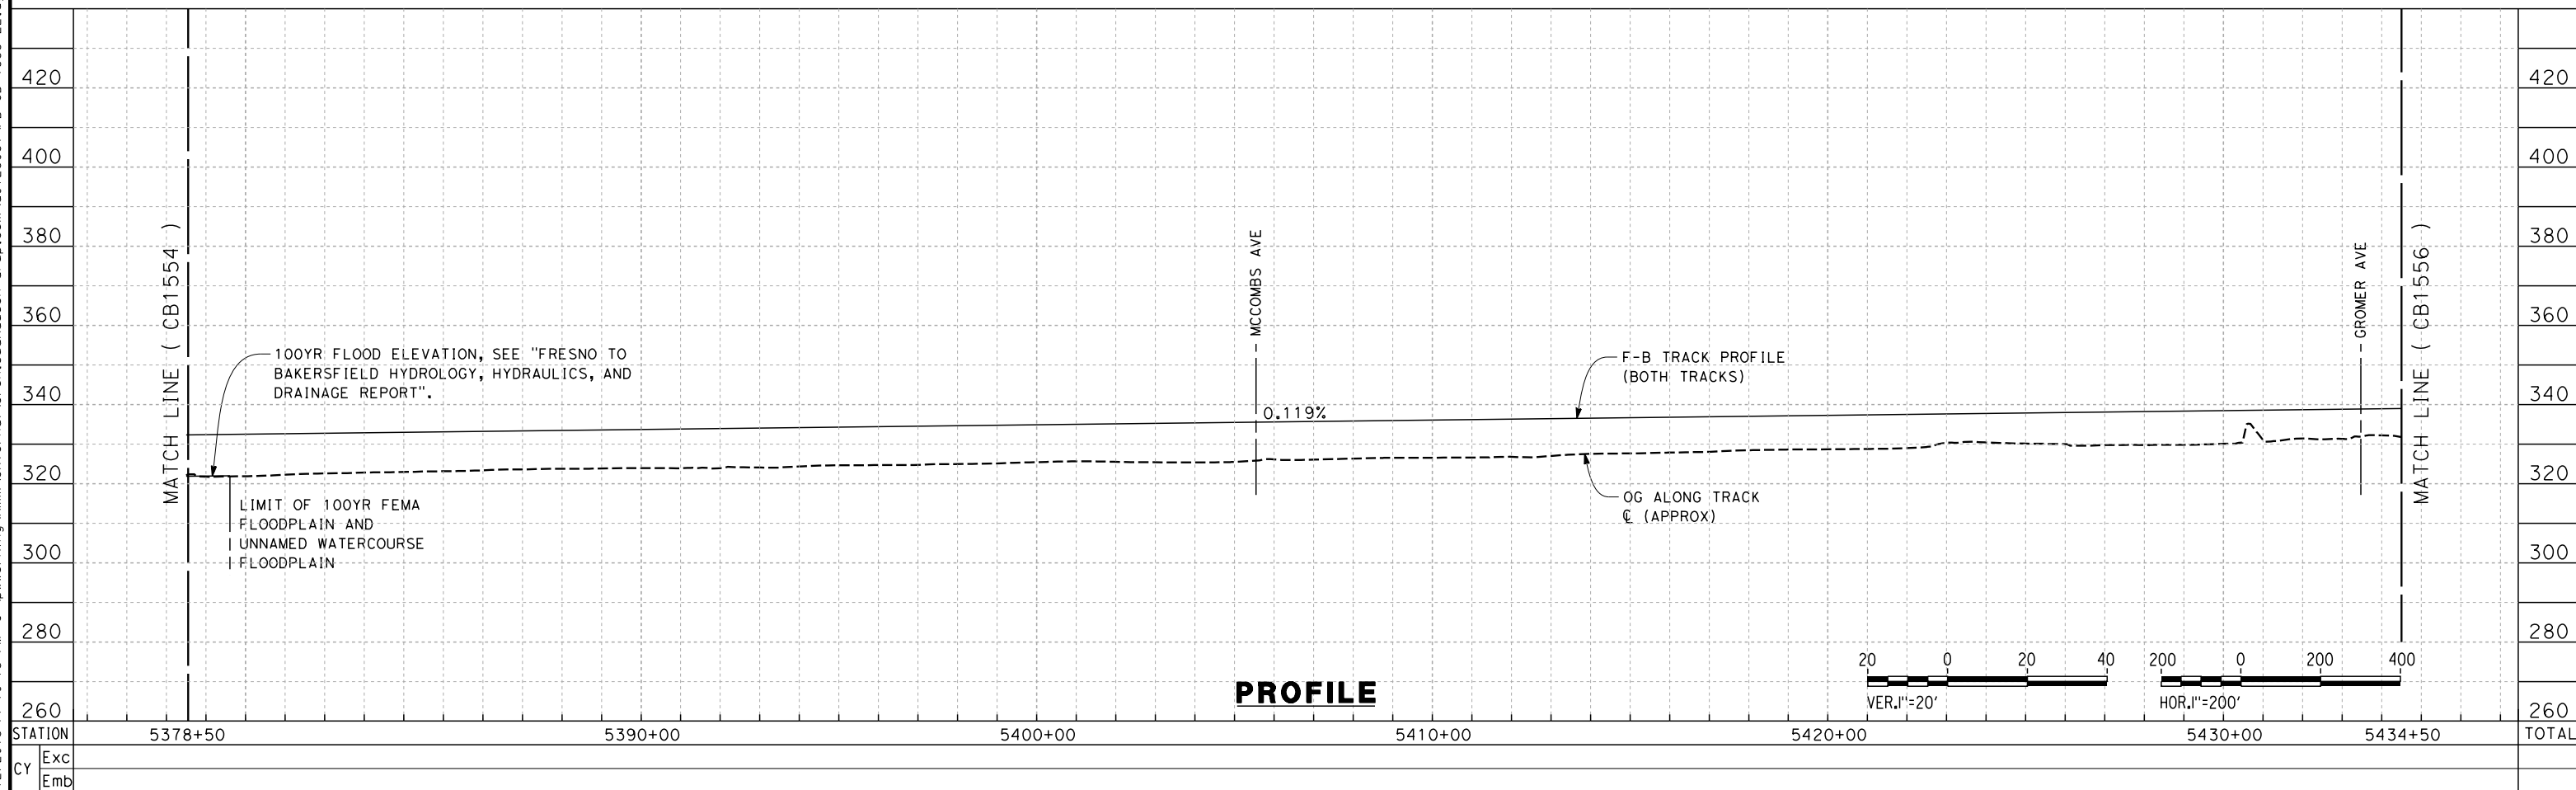 420
400
380
360
340
320
300
280
260
MATCH LINE ( CB1554 )
100YR FLOOD ELEVATION, SEE "FRESNO TO
BAKERSFIELD HYDROLOGY, HYDRAULICS, AND
DRAINAGE REPORT".
LIMIT OF 100YR FEMA
FLOODPLAIN AND
UNNAMED WATERCOURSE
FLOODPLAIN
MCCOMBS AVE
0.119%
F-B TRACK PROFILE
(BOTH TRACKS)
OG ALONG TRACK
℄ (APPROX)
GROMER AVE
MATCH LINE ( CB1556 )
420
400
380
360
340
320
300
280
260
PROFILE
20 0 20 40
VER.1"=20'
200 0 200 400
HOR.1"=200'
STATION 5378+50 5390+00 5400+00 5410+00 5420+00 5430+00 5434+50 TOTAL
CY
Exc
Emb